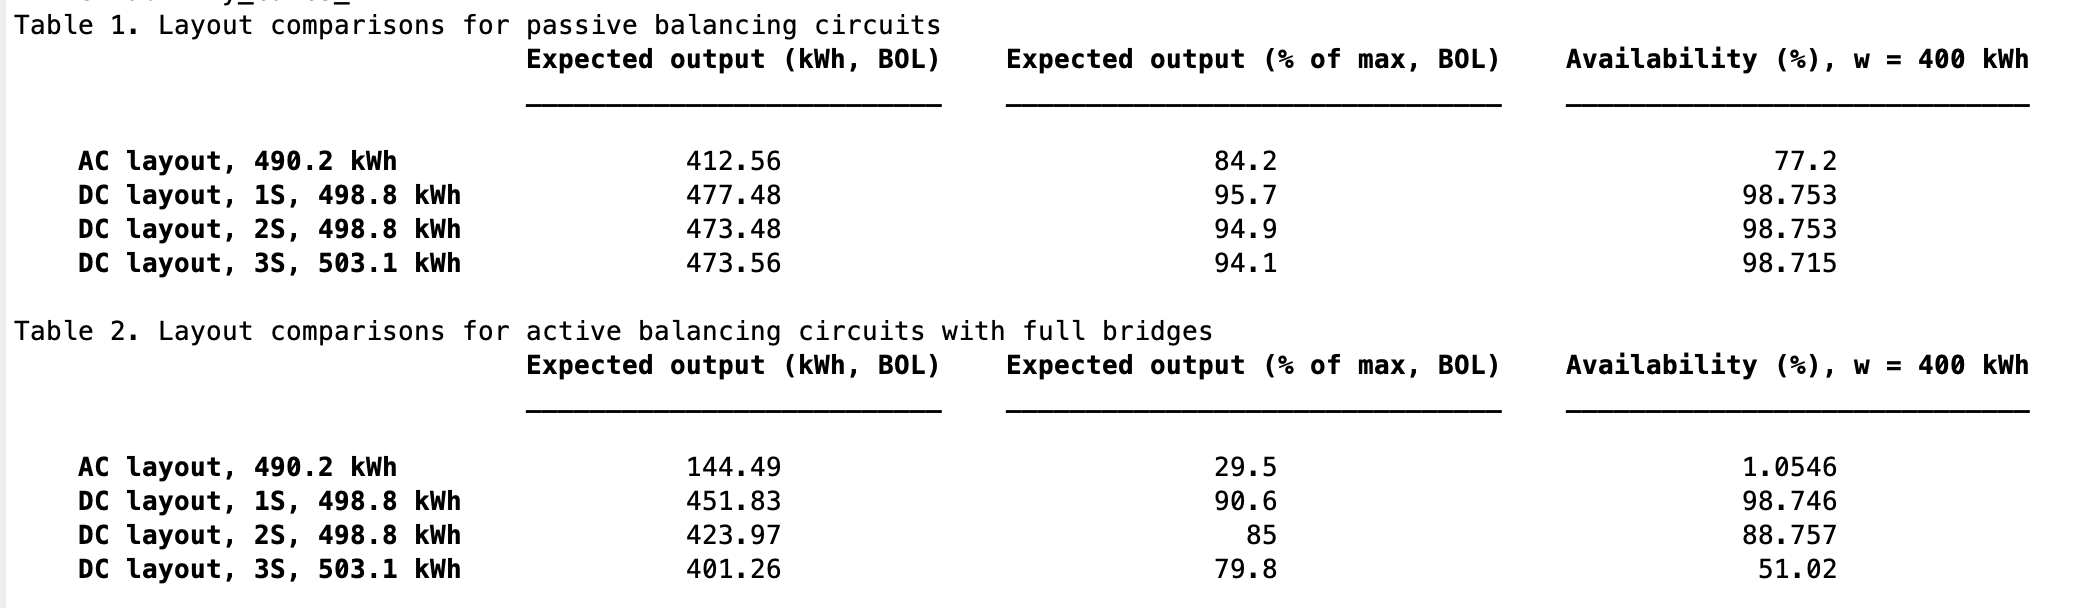 Table 1. Layout comparisons for passive balancing circuits
Expected output (kWh, BOL) Expected output (% of max, BOL) Availability (%), w = 400 kWh
AC layout, 490.2 kWh 412.56 84.2 77.2
DC layout, 1S, 498.8 kWh 477.48 95.7 98.753
DC layout, 2S, 498.8 kWh 473.48 94.9 98.753
DC layout, 3S, 503.1 kWh 473.56 94.1 98.715
Table 2. Layout comparisons for active balancing circuits with full bridges
Expected output (kWh, BOL) Expected output (% of max, BOL) Availability (%), w = 400 kWh
AC layout, 490.2 kWh 144.49 29.5 1.0546
DC layout, 1S, 498.8 kWh 451.83 90.6 98.746
DC layout, 2S, 498.8 kWh 423.97 85 88.757
DC layout, 3S, 503.1 kWh 401.26 79.8 51.02